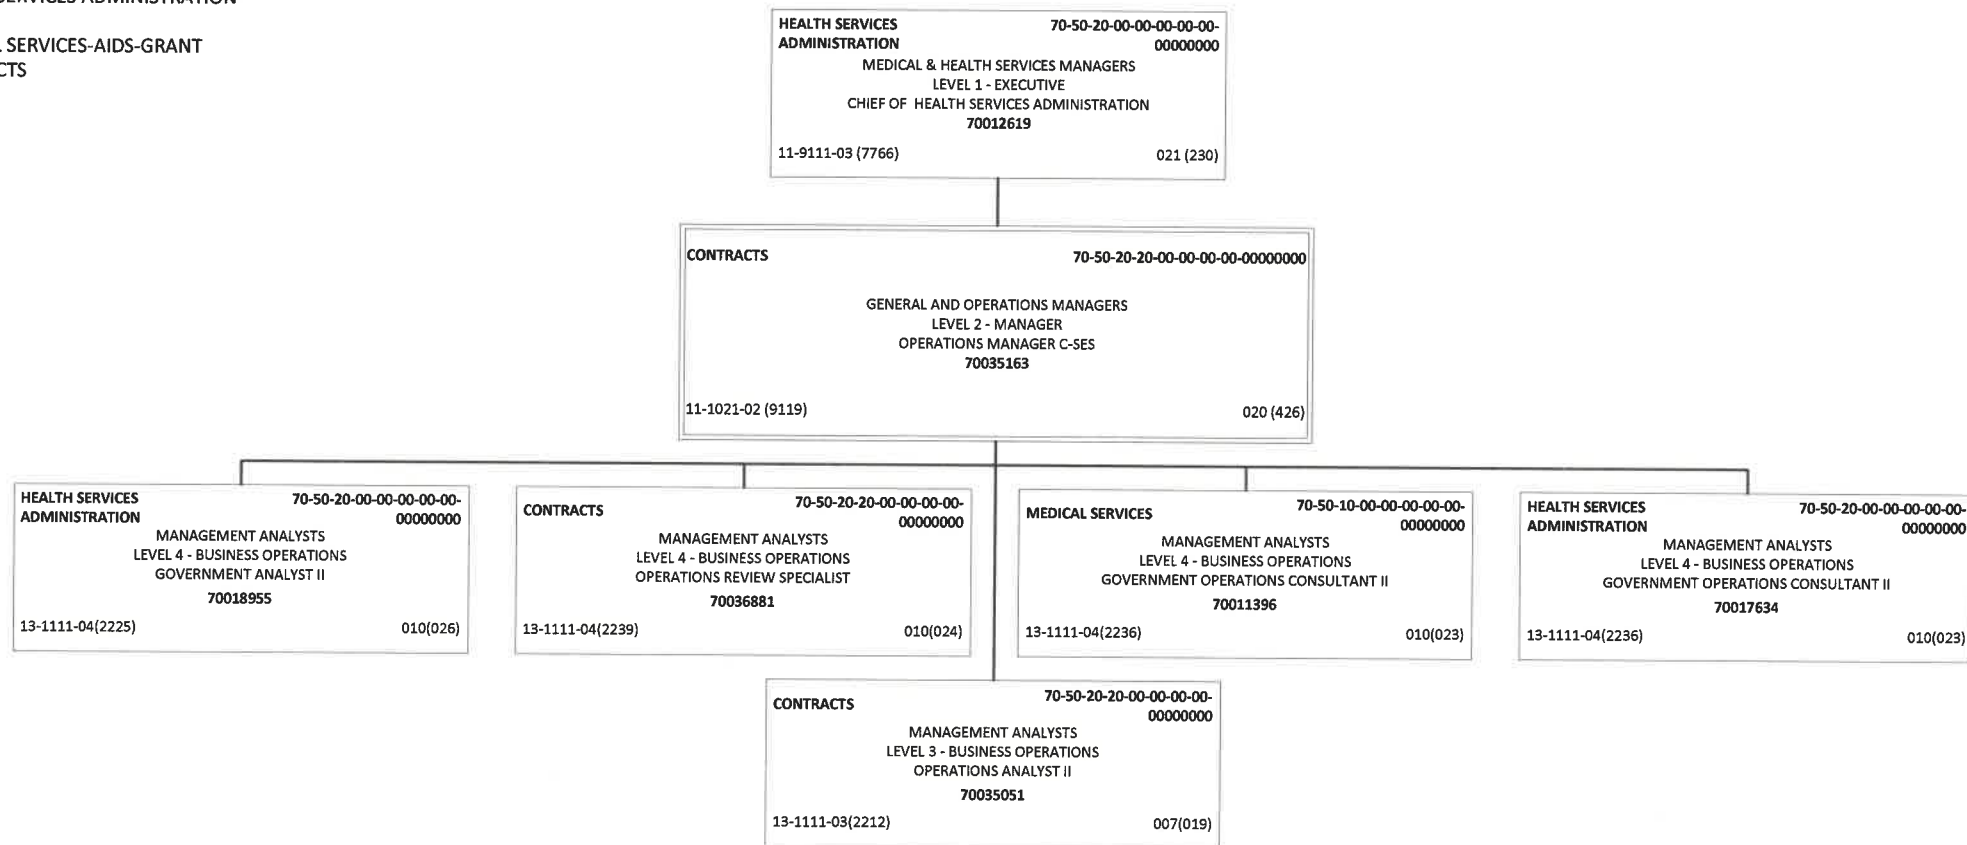 SERVICES ADMINISTRATION
SERVICES-AIDS-GRANT
HEALTH SERVICES 70-50-20-00-00-00-00-00-
ADMINISTRATION 00000000
MEDICAL & HEALTH SERVICES MANAGERS
LEVEL 1 - EXECUTIVE
CHIEF OF HEALTH SERVICES ADMINISTRATION
70012619
11-9111-03 (7766) 021 (230)
CONTRACTS 70-50-20-20-00-00-00-00-00000000
GENERAL AND OPERATIONS MANAGERS
LEVEL 2 - MANAGER
OPERATIONS MANAGER C-SES
70035163
11-1021-02 (9119) 020 (426)
HEALTH SERVICES 70-50-20-00-00-00-00-00-
ADMINISTRATION 00000000
MANAGEMENT ANALYSTS
LEVEL 4 - BUSINESS OPERATIONS
GOVERNMENT ANALYST II
70018955
13-1111-04(2225) 010(026)
CONTRACTS 70-50-20-20-00-00-00-00-
00000000
MANAGEMENT ANALYSTS
LEVEL 4 - BUSINESS OPERATIONS
OPERATIONS REVIEW SPECIALIST
70036881
13-1111-04(2239) 010(024)
MEDICAL SERVICES 70-50-10-00-00-00-00-00-
00000000
MANAGEMENT ANALYSTS
LEVEL 4 - BUSINESS OPERATIONS
GOVERNMENT OPERATIONS CONSULTANT II
70011396
13-1111-04(2236) 010(023)
HEALTH SERVICES 70-50-20-00-00-00-00-00-
ADMINISTRATION 00000000
MANAGEMENT ANALYSTS
LEVEL 4 - BUSINESS OPERATIONS
GOVERNMENT OPERATIONS CONSULTANT II
70017634
13-1111-04(2236) 010(023)
CONTRACTS 70-50-20-20-00-00-00-00-
00000000
MANAGEMENT ANALYSTS
LEVEL 3 - BUSINESS OPERATIONS
OPERATIONS ANALYST II
70035051
13-1111-03(2212) 007(019)